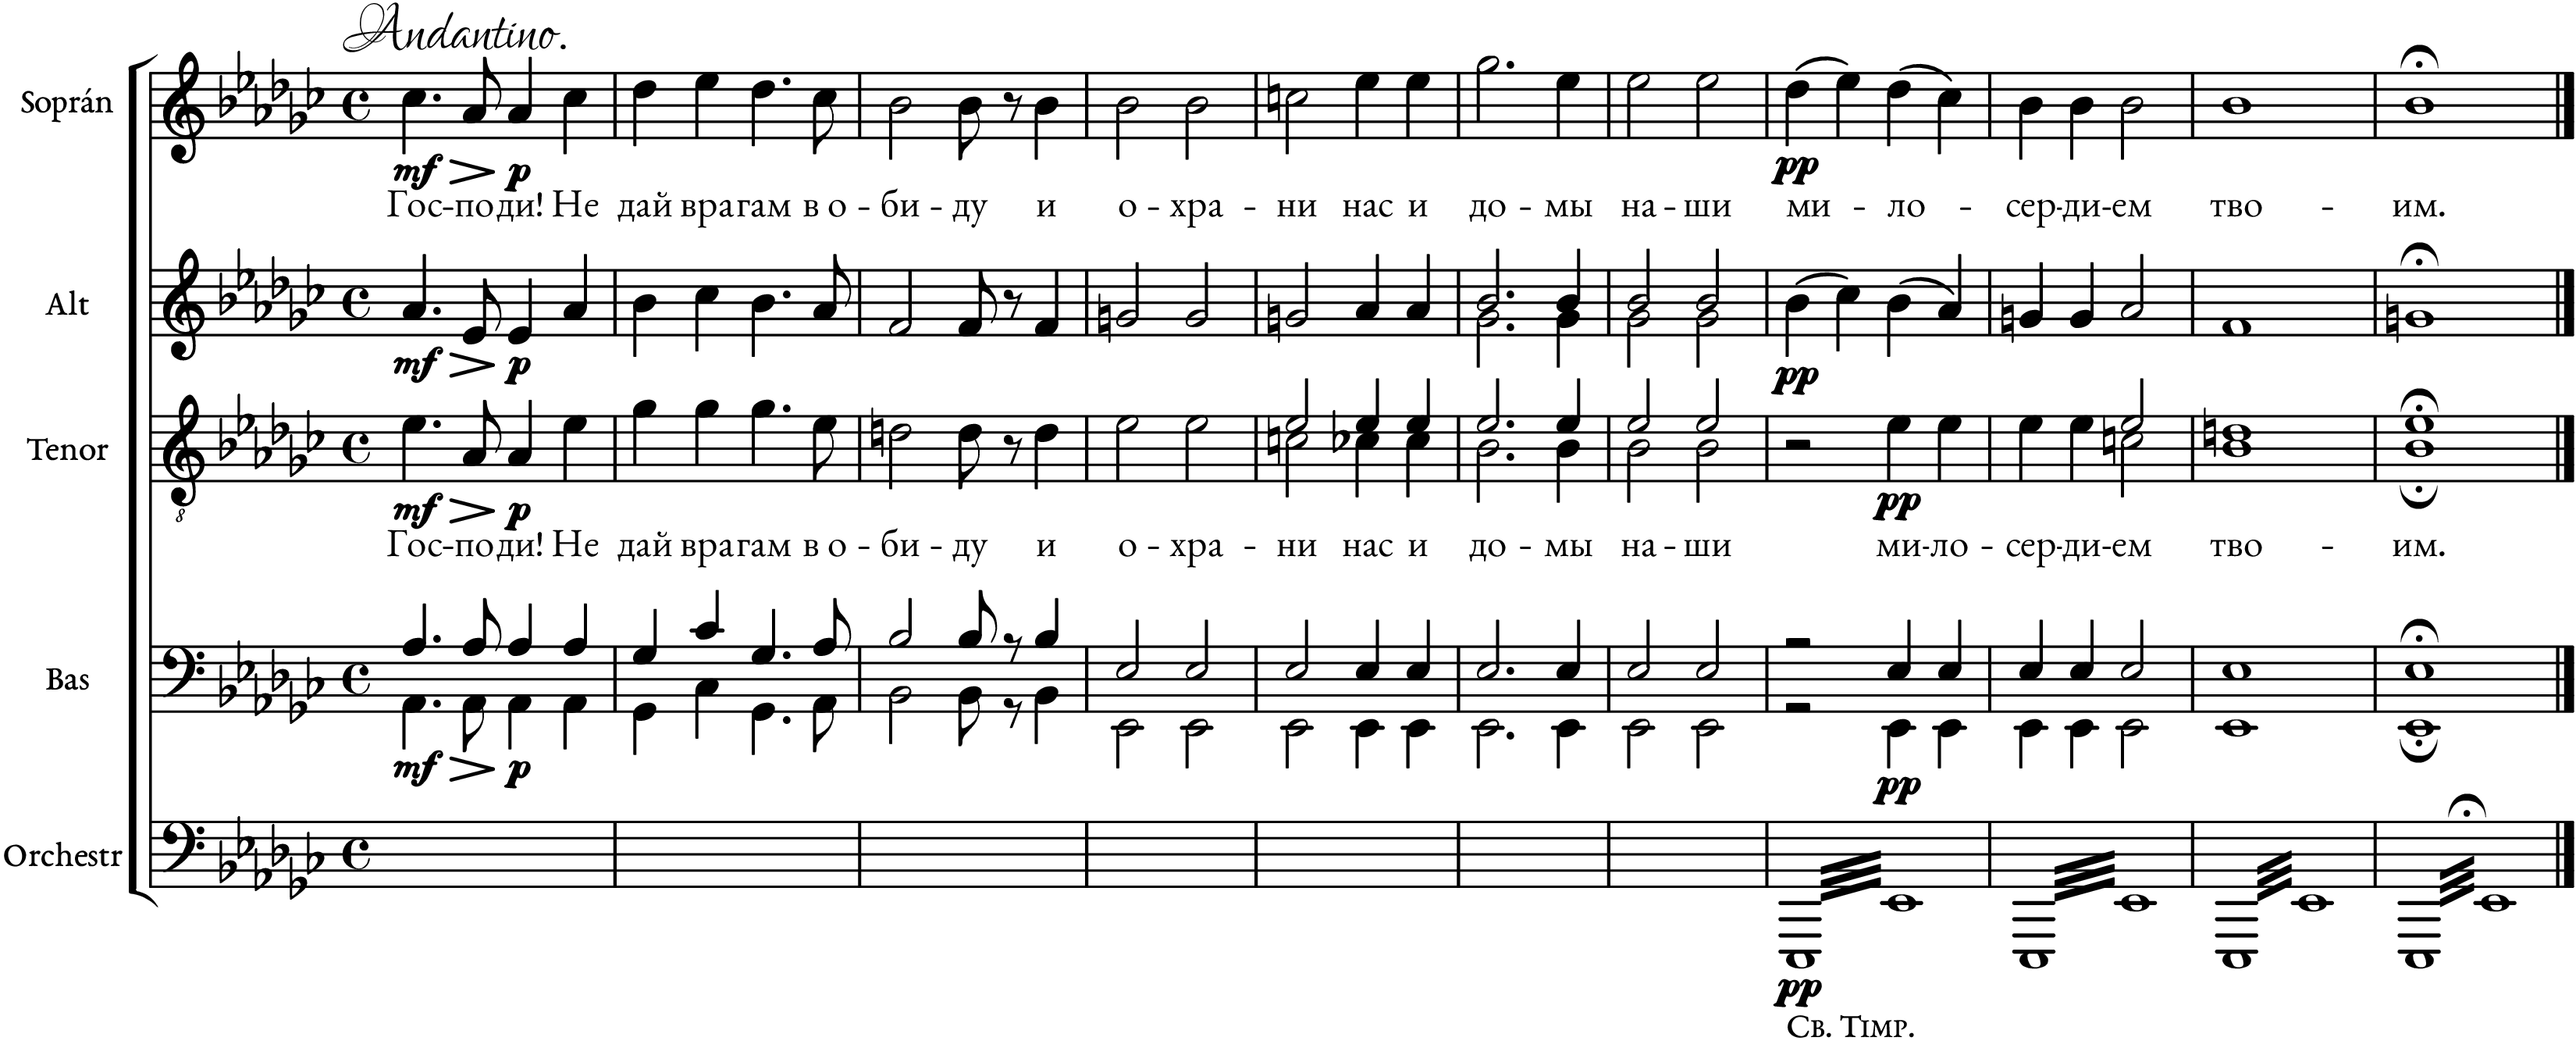 Andantino.
Soprán
mf p pp
Гос-поди! Не дай врагам в о - би - ду и о - хра - ни нас и до - мы на - ши ми - ло - сер-ди-ем тво - им.
Alt
mf p pp
Tenor
8
mf p pp
Гос-поди! Не дай врагам в о - би - ду и о - хра - ни нас и до - мы на - ши ми-ло - сер-ди-ем тво - им.
Bas
mf p pp
Orchestr
pp
Cв. Timp.